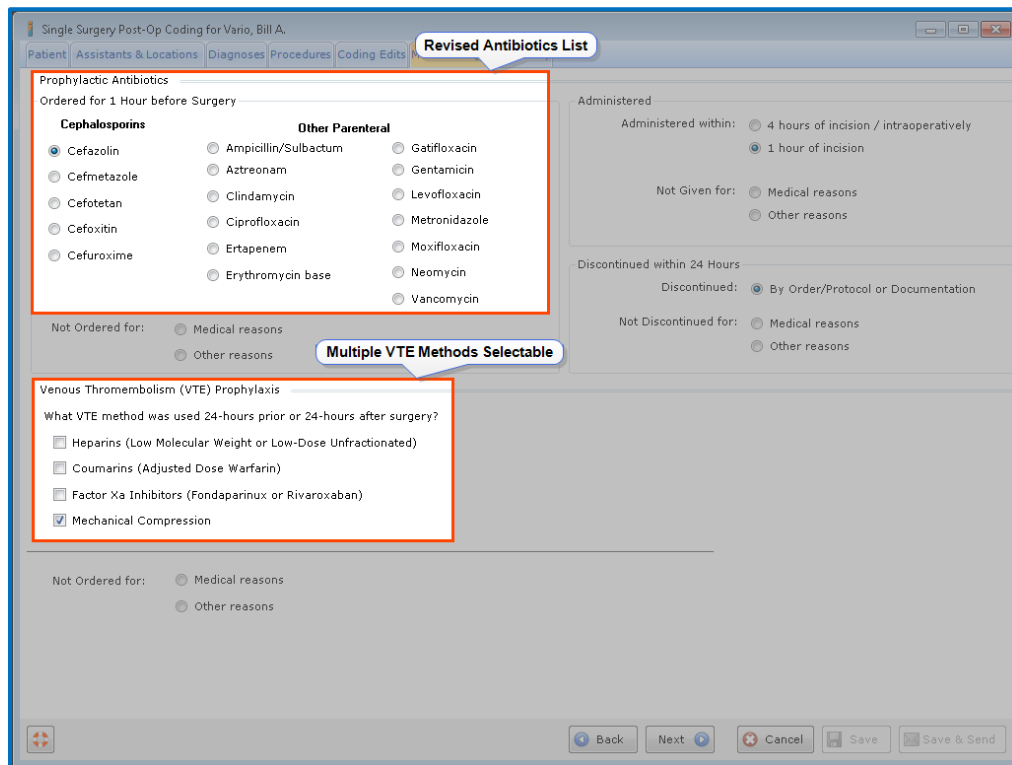 Single Surgery Post-Op Coding for Vario, Bill A.
Patient Assistants & Locations Diagnoses Procedures Coding Edits
Revised Antibiotics List
Prophylactic Antibiotics
Ordered for 1 Hour before Surgery
Cephalosporins
Cefazolin
Cefmetazole
Cefotetan
Cefoxitin
Cefuroxime
Other Parenteral
Ampicillin/Sulbactum
Aztreonam
Clindamycin
Ciprofloxacin
Ertapenem
Erythromycin base
Gatifloxacin
Gentamicin
Levofloxacin
Metronidazole
Moxifloxacin
Neomycin
Vancomycin
Not Ordered for:
Medical reasons
Other reasons
Administered
Administered within:
4 hours of incision / intraoperatively
1 hour of incision
Not Given for:
Medical reasons
Other reasons
Discontinued within 24 Hours
Discontinued:
By Order/Protocol or Documentation
Not Discontinued for:
Medical reasons
Other reasons
Multiple VTE Methods Selectable
Venous Thromembolism (VTE) Prophylaxis
What VTE method was used 24-hours prior or 24-hours after surgery?
Heparins (Low Molecular Weight or Low-Dose Unfractionated)
Coumarins (Adjusted Dose Warfarin)
Factor Xa Inhibitors (Fondaparinux or Rivaroxaban)
Mechanical Compression
Not Ordered for:
Medical reasons
Other reasons
Back Next Cancel Save Save & Send